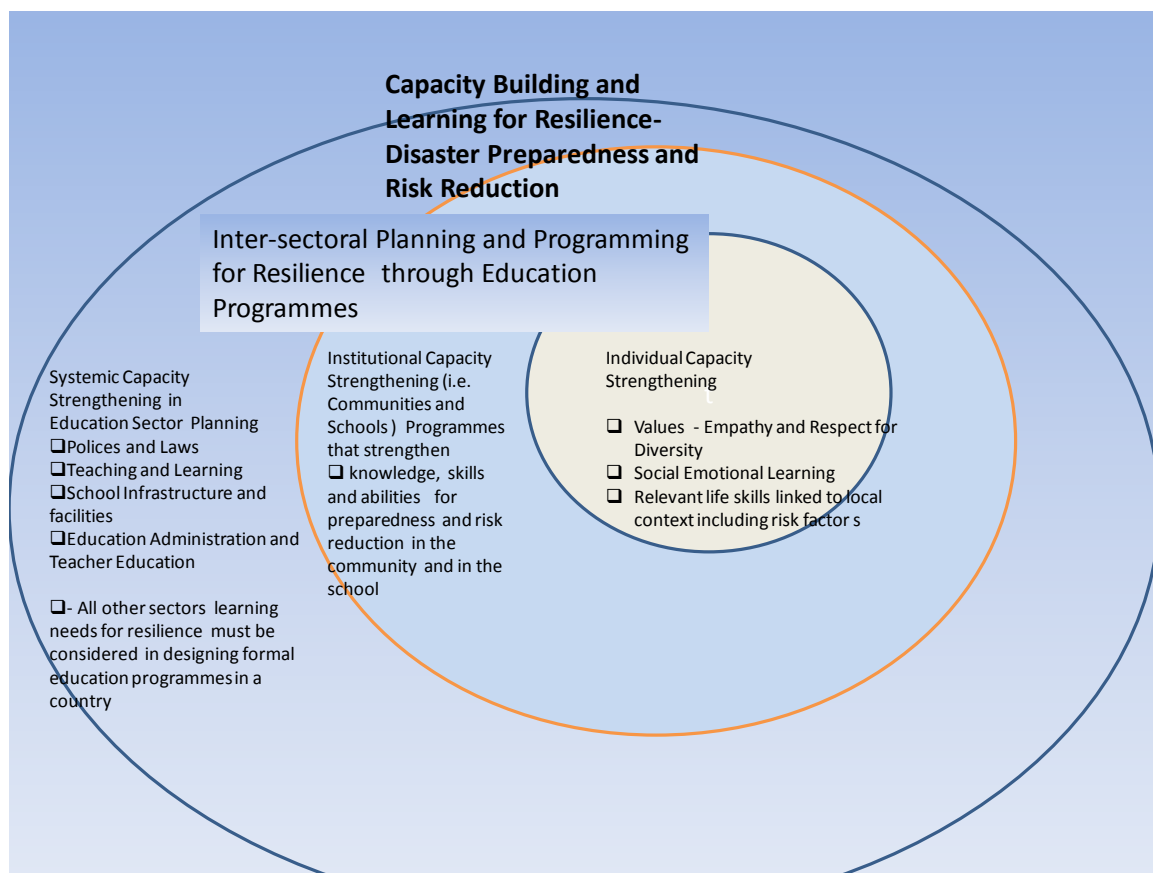 Capacity Building and
Learning for Resilience-
Disaster Preparedness and
Risk Reduction
Inter-sectoral Planning and Programming
for Resilience through Education
Programmes
Systemic Capacity
Strengthening in
Education Sector Planning
❑Polices and Laws
❑Teaching and Learning
❑School Infrastructure and
facilities
❑Education Administration and
Teacher Education
❑- All other sectors learning
needs for resilience must be
considered in designing formal
education programmes in a
country
Institutional Capacity
Strengthening (i.e.
Communities and
Schools ) Programmes
that strengthen
❑ knowledge, skills
and abilities for
preparedness and risk
reduction in the
community and in the
school
Individual Capacity
Strengthening
t
❑ Values - Empathy and Respect for
Diversity
❑ Social Emotional Learning
❑ Relevant life skills linked to local
context including risk factor s